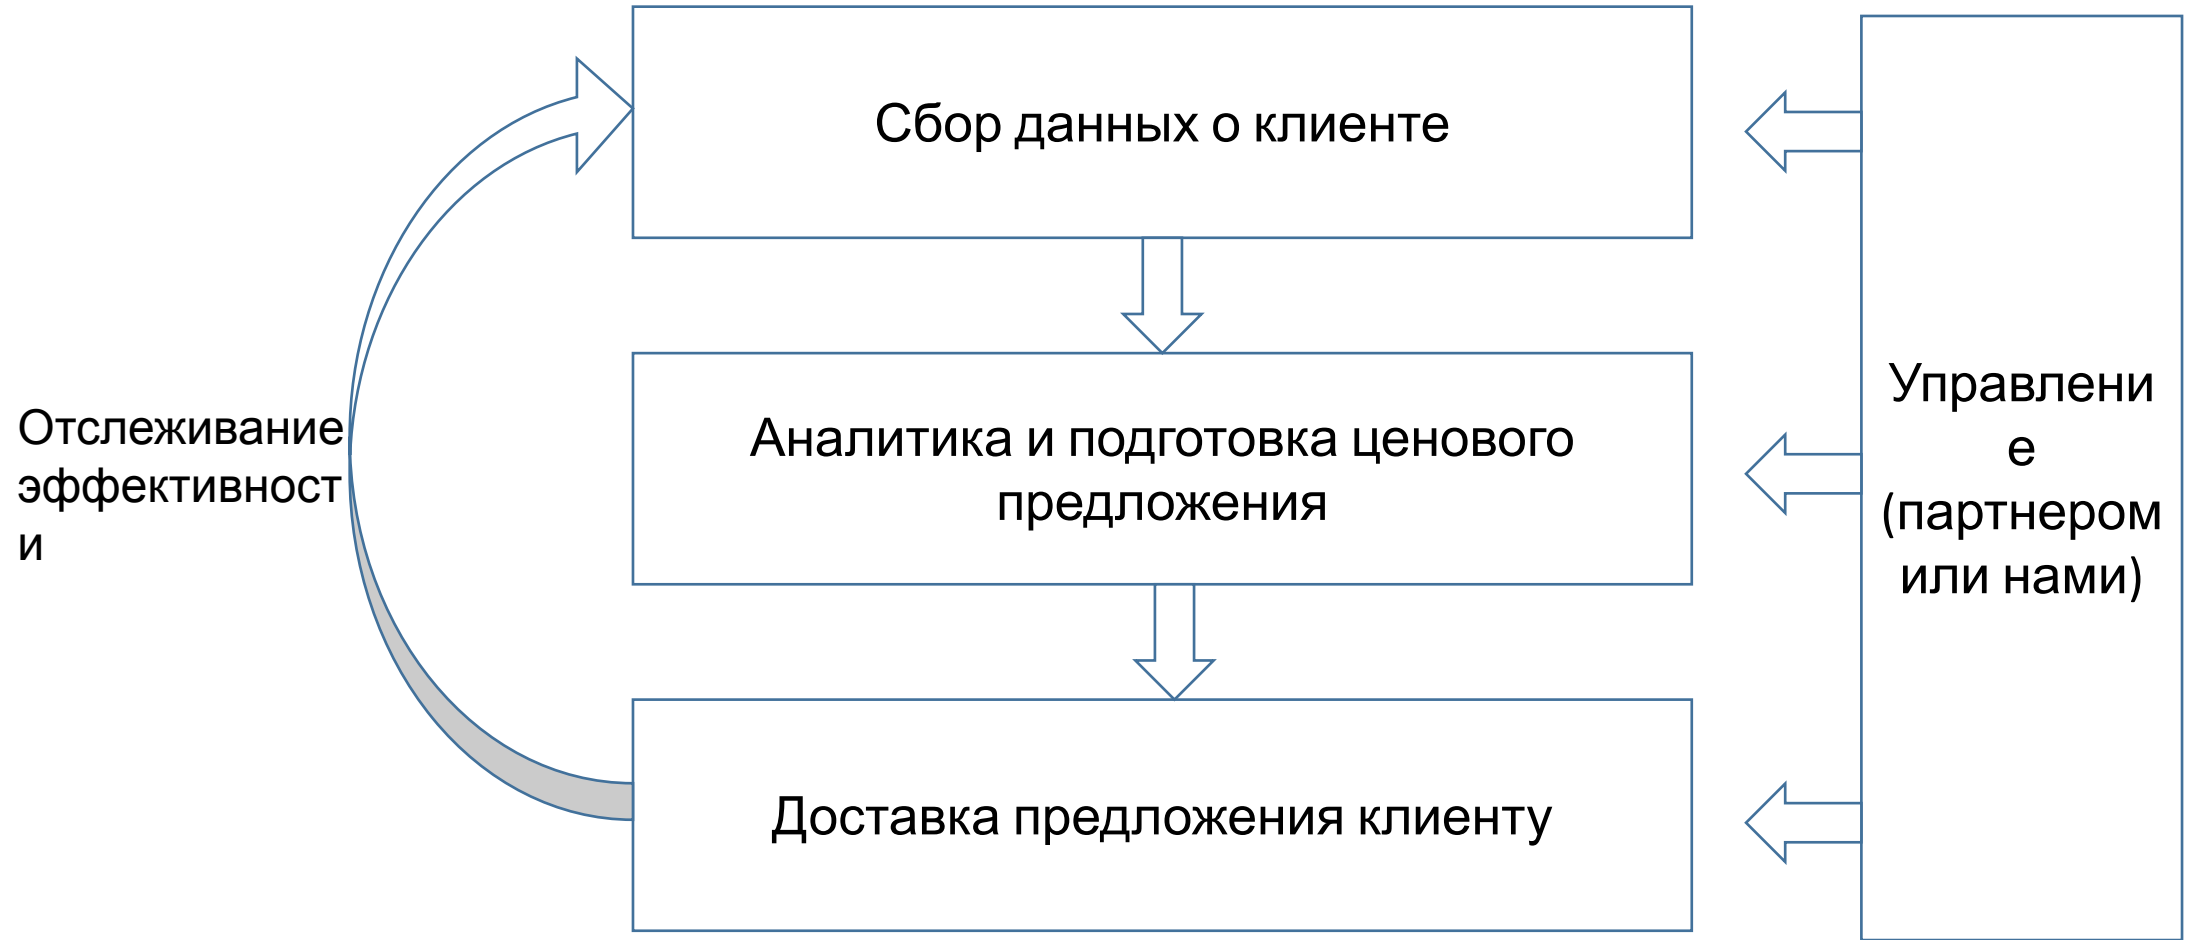 Сбор данных о клиенте
Отслеживание
эффективност
и
Аналитика и подготовка ценового
предложения
Доставка предложения клиенту
Управлени
е
(партнером
или нами)